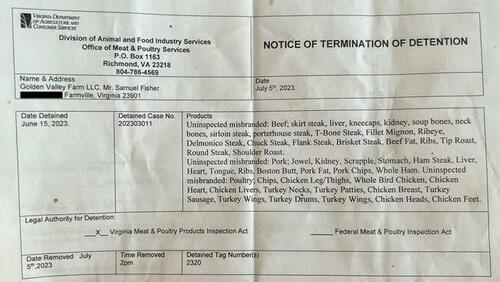 VIRGINIA DEPARTMENT
OF AGRICULTURE AND
CONSUMER SERVICES
Division of Animal and Food Industry Services
Office of Meat & Poultry Services
P.O. Box 1163
Richmond, VA 23218
804-786-4569
NOTICE OF TERMINATION OF DETENTION
Name & Address
Golden Valley Farm LLC. Mr. Samuel Fisher
Farmville, Virginia 23901
Date
July 5th, 2023.
Date Detained
June 15, 2023.
Detained Case No.
202303011
Products
Uninspected misbranded: Beef; skirt steak, liver, kneecaps, kidney, soup bones, neck
bones, sirloin steak, porterhouse steak, T-Bone Steak, Fillet Mignon, Ribeye,
Delmonico Steak, Chuck Steak, Flank Steak, Brisket Steak, Beef Fat, Ribs, Tip Roast,
Round Steak, Shoulder Roast.
Uninspected misbranded: Pork; Jowel, Kidney, Scrapple, Stomach, Ham Steak, Liver,
Heart, Tongue, Ribs, Boston Butt, Pork Fat, Pork Chips, Whole Ham. Uninspected
misbranded: Poultry; Chips, Chicken Leg/Thighs, Whole Bird Chicken, Chicken
Heart, Chicken Livers, Turkey Necks, Turkey Patties, Chicken Breast, Turkey
Sausage, Turkey Wings, Turkey Drums, Turkey Wings, Chicken Heads, Chicken Feet.
Legal Authority for Detention:
__X__ Virginia Meat & Poultry Products Inspection Act
______ Federal Meat & Poultry Inspection Act
Date Removed July
5th,2023
Time Removed
2pm
Detained Tag Number(s)
2320